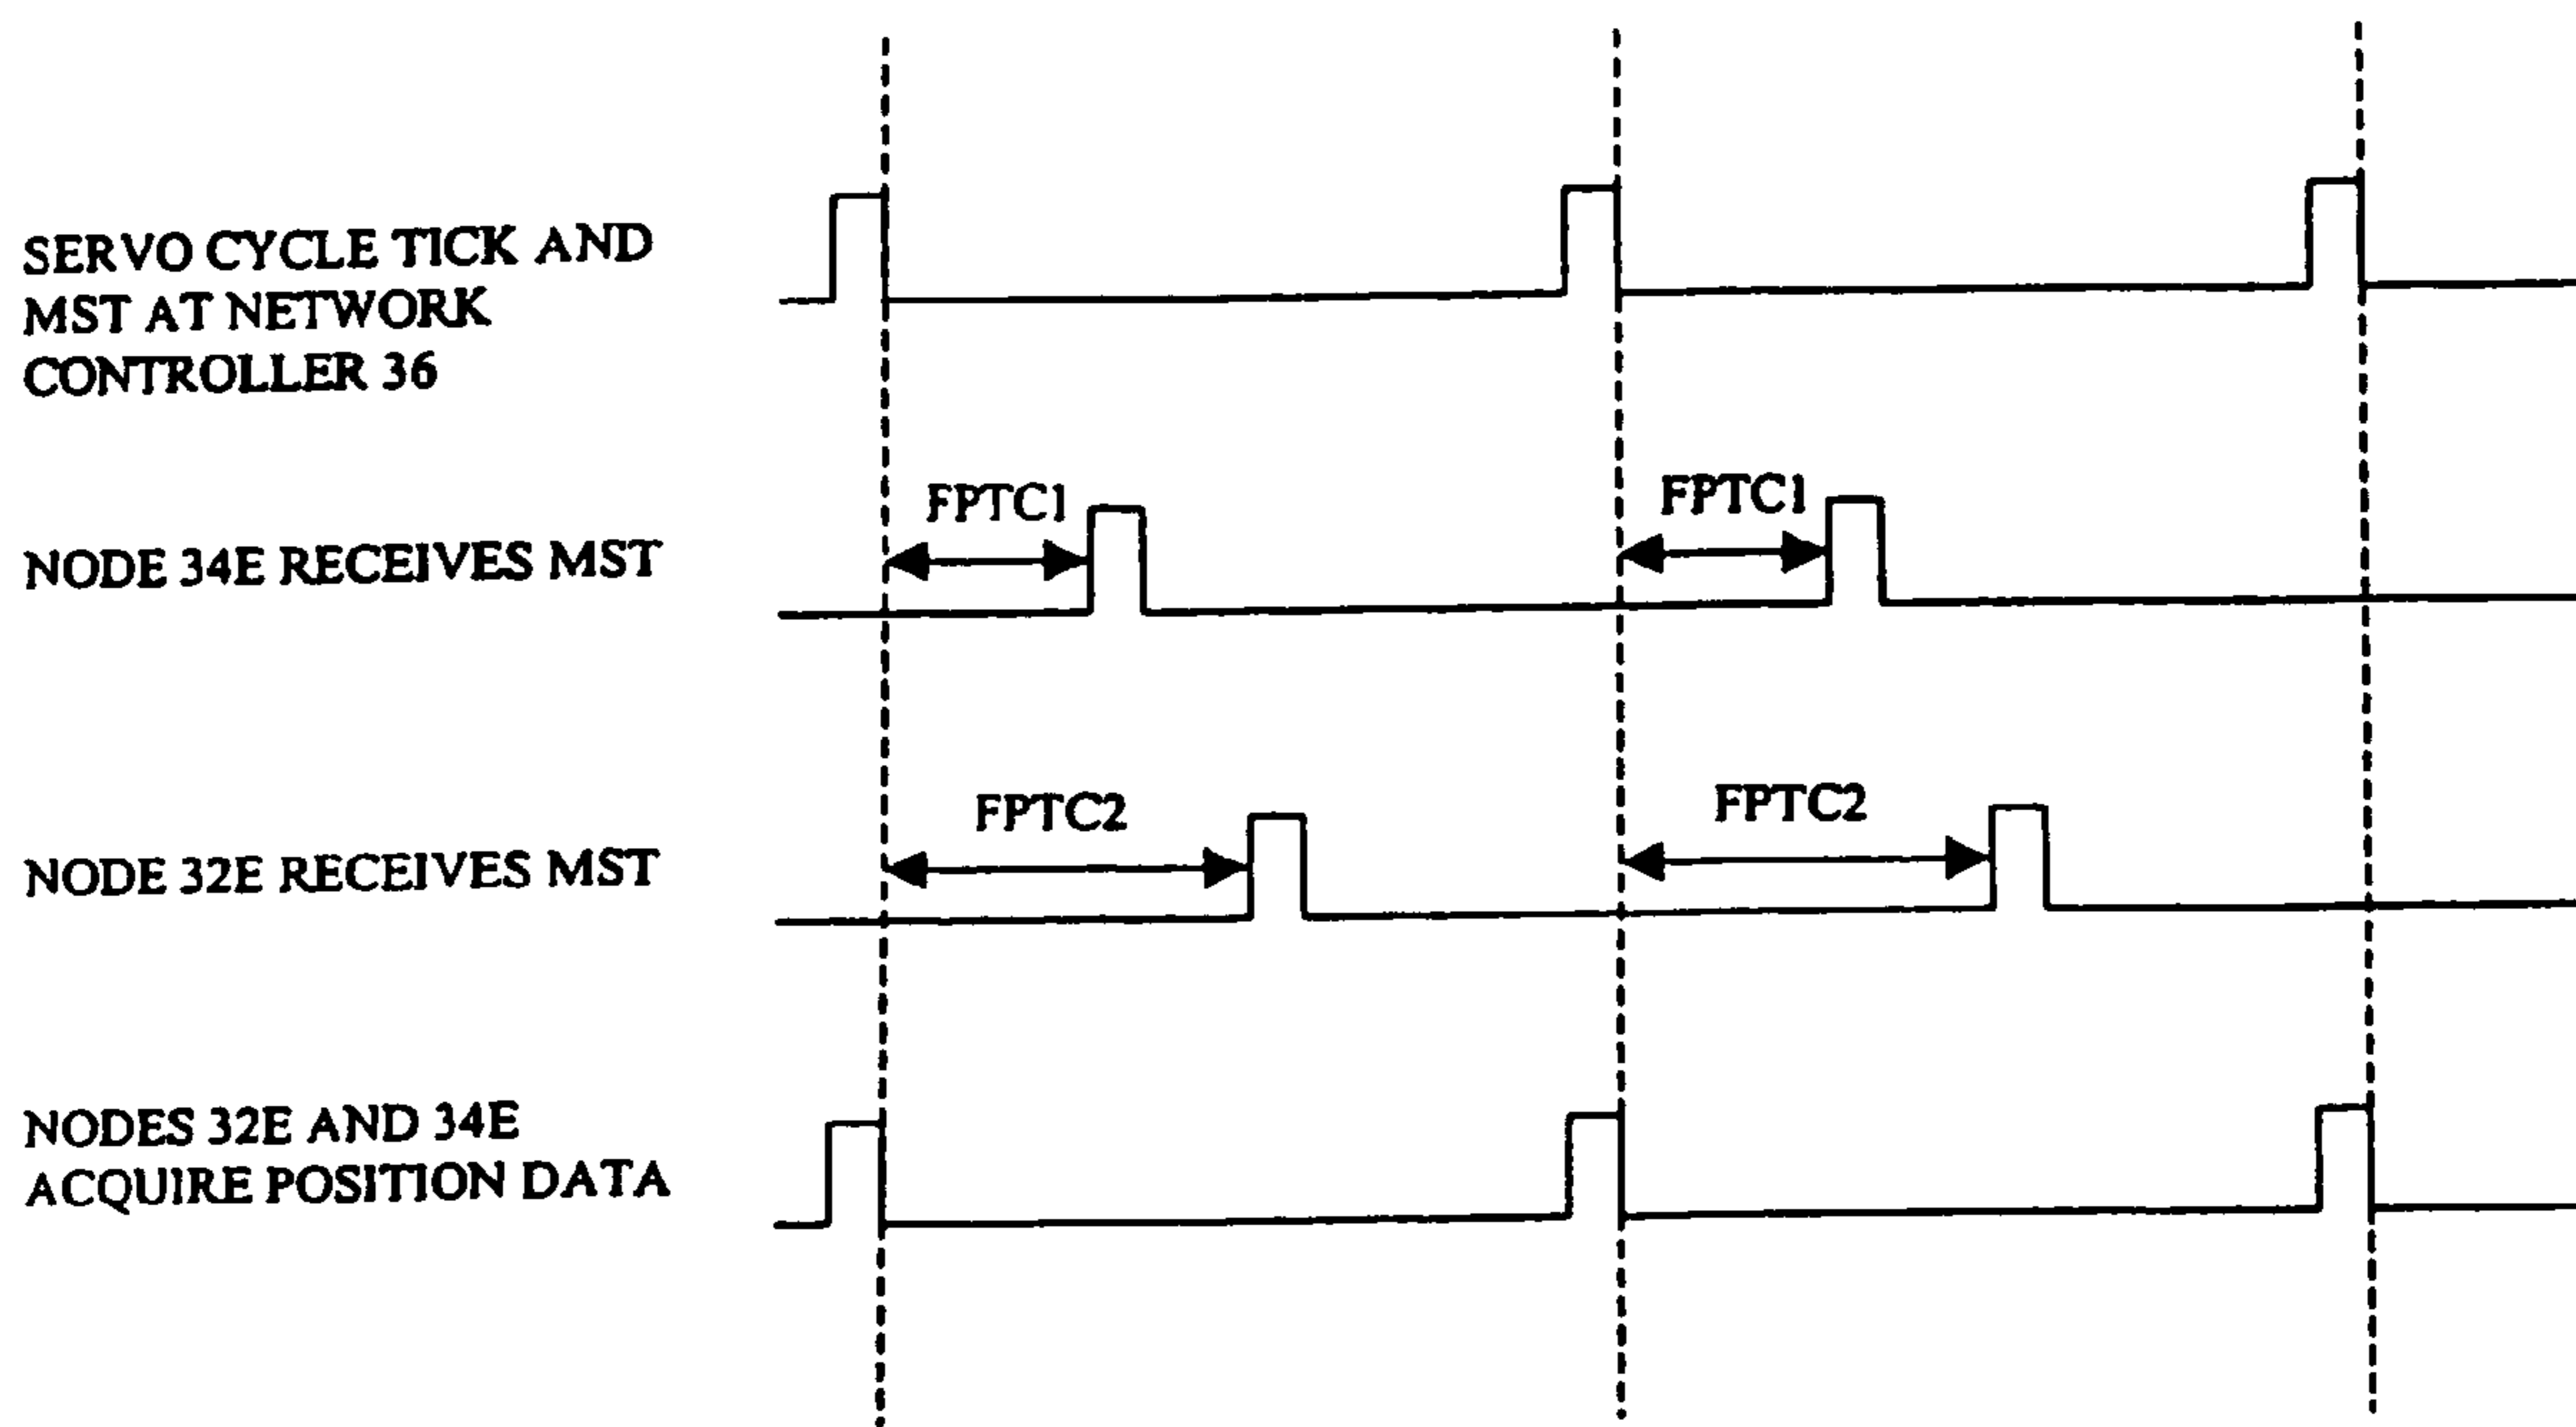 SERVO CYCLE TICK AND
MST AT NETWORK
CONTROLLER 36
FPTC1
FPTC1
NODE 34E RECEIVES MST
FPTC2
FPTC2
NODE 32E RECEIVES MST
NODES 32E AND 34E
ACQUIRE POSITION DATA